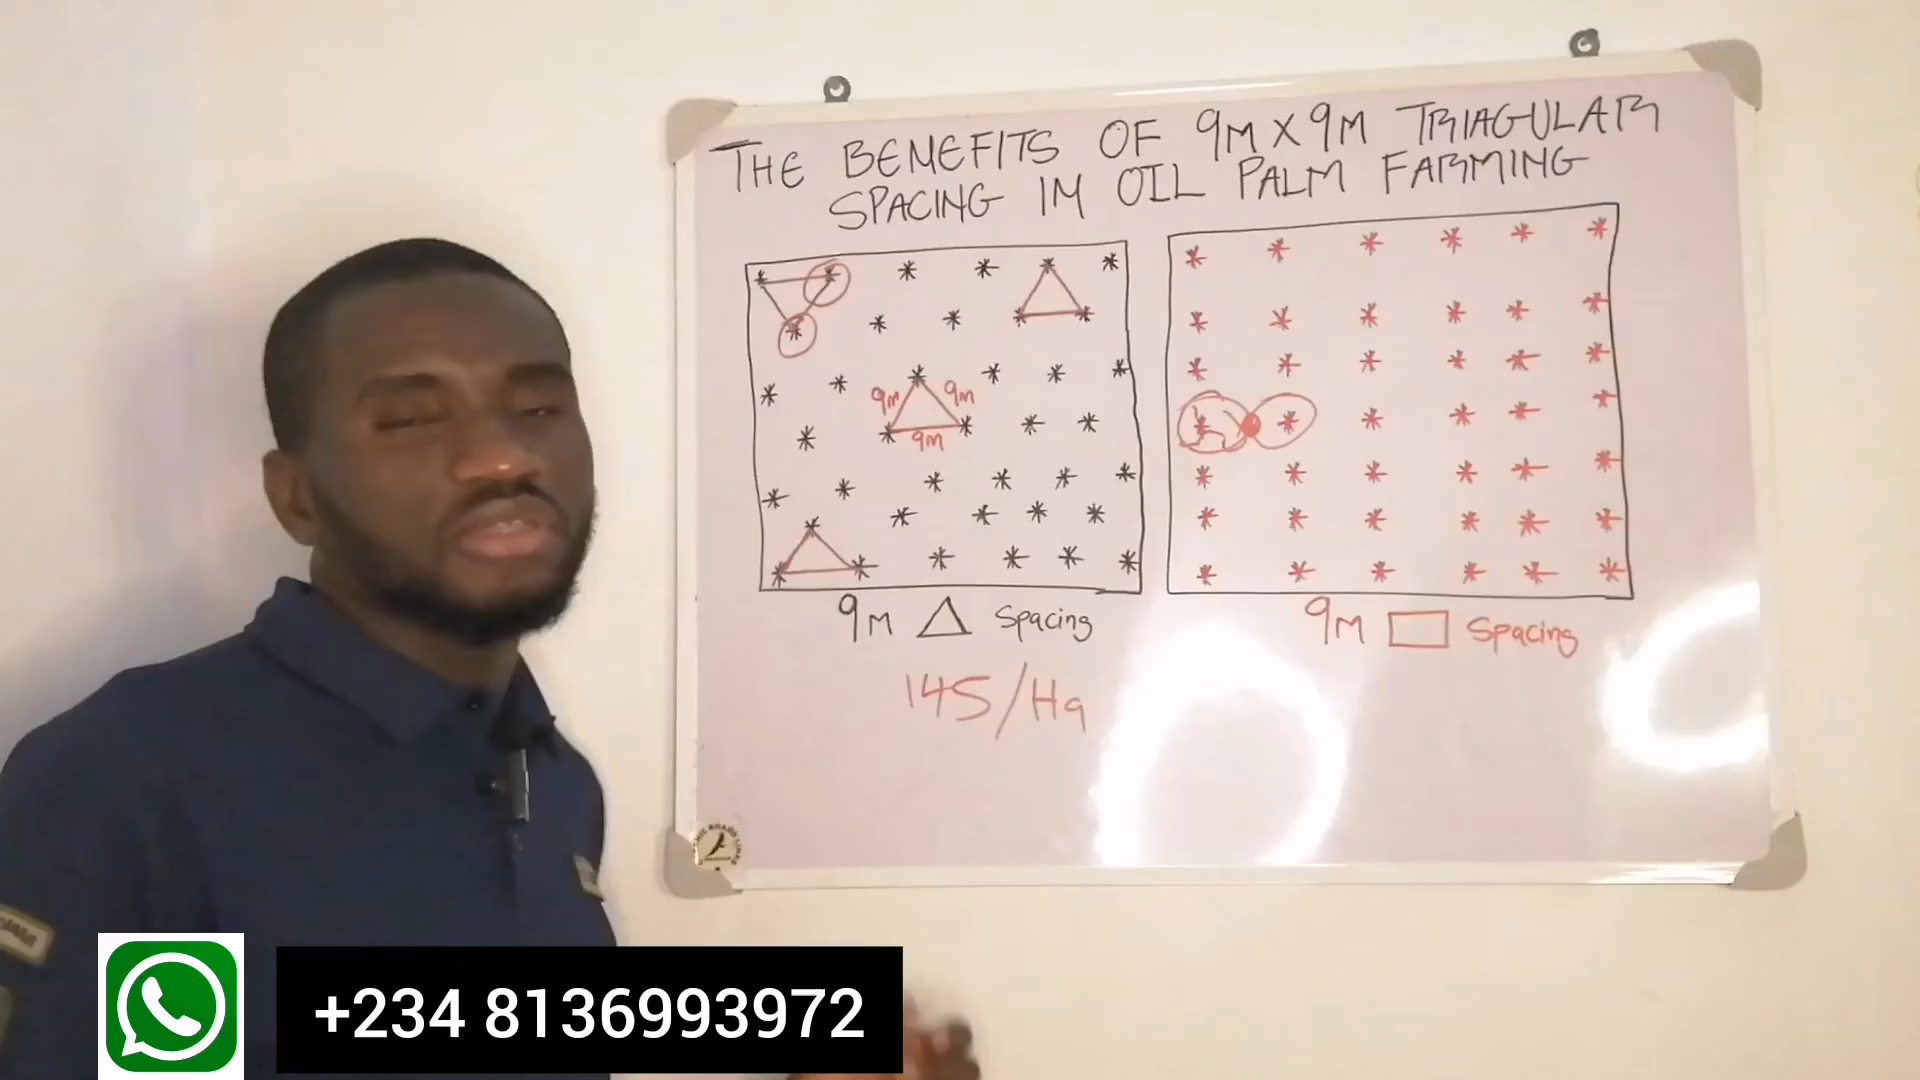 THE BENEFITS OF 9M X 9M TRIAGULAR
SPACING IN OIL PALM FARMING
9m 9m
9m
9M △ Spacing
9M ▭ Spacing
145/Ha
+234 8136993972